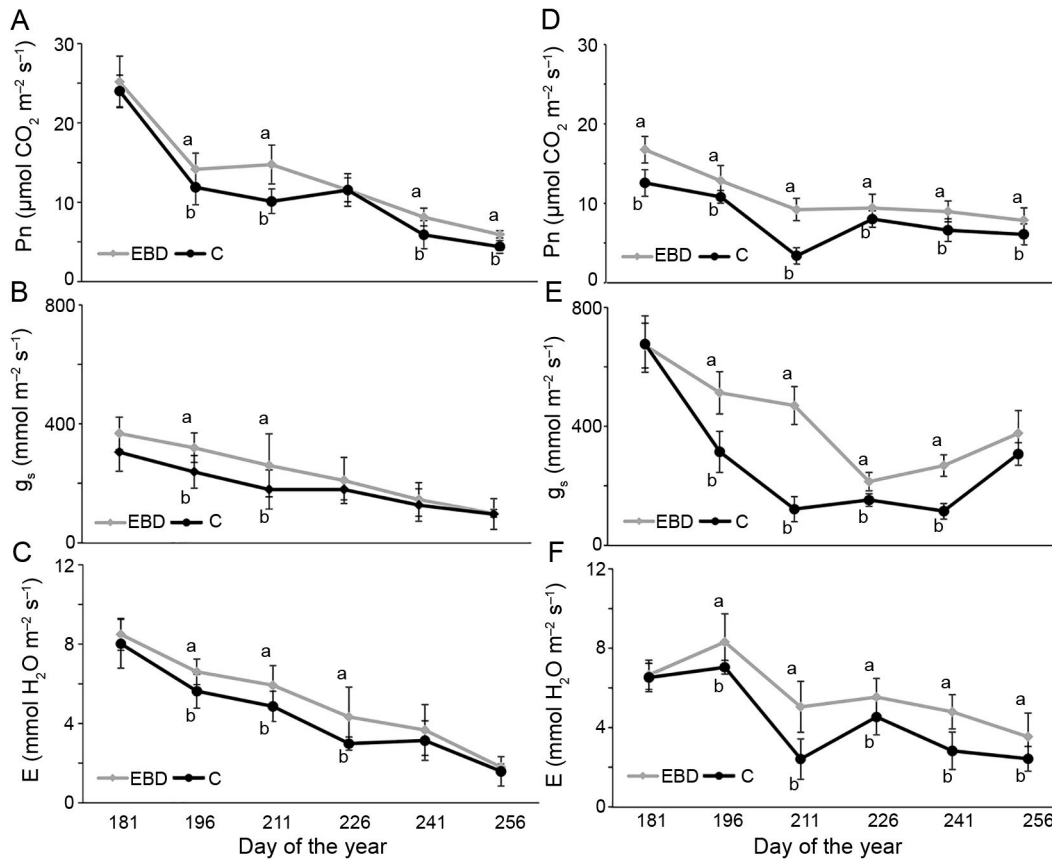 A
Pn (μmol CO₂ m⁻² s⁻¹)
30
20
10
0
a
a
a
a
b
b
b
b
EBD
C
B
gₛ (mmol m⁻² s⁻¹)
800
400
0
a
a
b
b
EBD
C
C
E (mmol H₂O m⁻² s⁻¹)
12
8
4
0
a
a
a
b
b
b
EBD
C
181
196
211
226
241
256
Day of the year
D
Pn (μmol CO₂ m⁻² s⁻¹)
30
20
10
0
a
a
a
a
a
a
b
b
b
b
b
b
EBD
C
E
gₛ (mmol m⁻² s⁻¹)
800
400
0
a
a
a
a
b
b
b
b
EBD
C
F
E (mmol H₂O m⁻² s⁻¹)
12
8
4
0
a
a
a
a
a
b
b
b
b
b
EBD
C
181
196
211
226
241
256
Day of the year